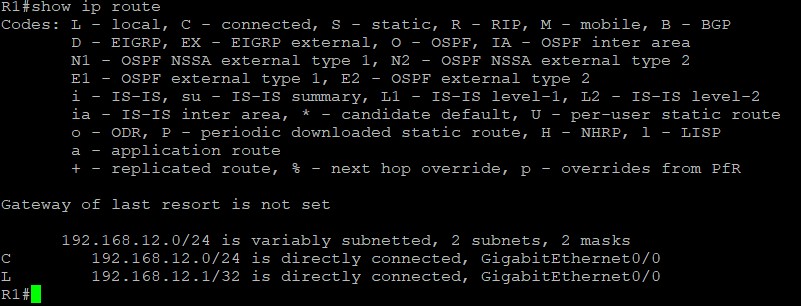 R1#show ip route
Codes: L - local, C - connected, S - static, R - RIP, M - mobile, B - BGP
       D - EIGRP, EX - EIGRP external, O - OSPF, IA - OSPF inter area
       N1 - OSPF NSSA external type 1, N2 - OSPF NSSA external type 2
       E1 - OSPF external type 1, E2 - OSPF external type 2
       i - IS-IS, su - IS-IS summary, L1 - IS-IS level-1, L2 - IS-IS level-2
       ia - IS-IS inter area, * - candidate default, U - per-user static route
       o - ODR, P - periodic downloaded static route, H - NHRP, l - LISP
       a - application route
       + - replicated route, % - next hop override, p - overrides from PfR

Gateway of last resort is not set

      192.168.12.0/24 is variably subnetted, 2 subnets, 2 masks
C        192.168.12.0/24 is directly connected, GigabitEthernet0/0
L        192.168.12.1/32 is directly connected, GigabitEthernet0/0
R1#